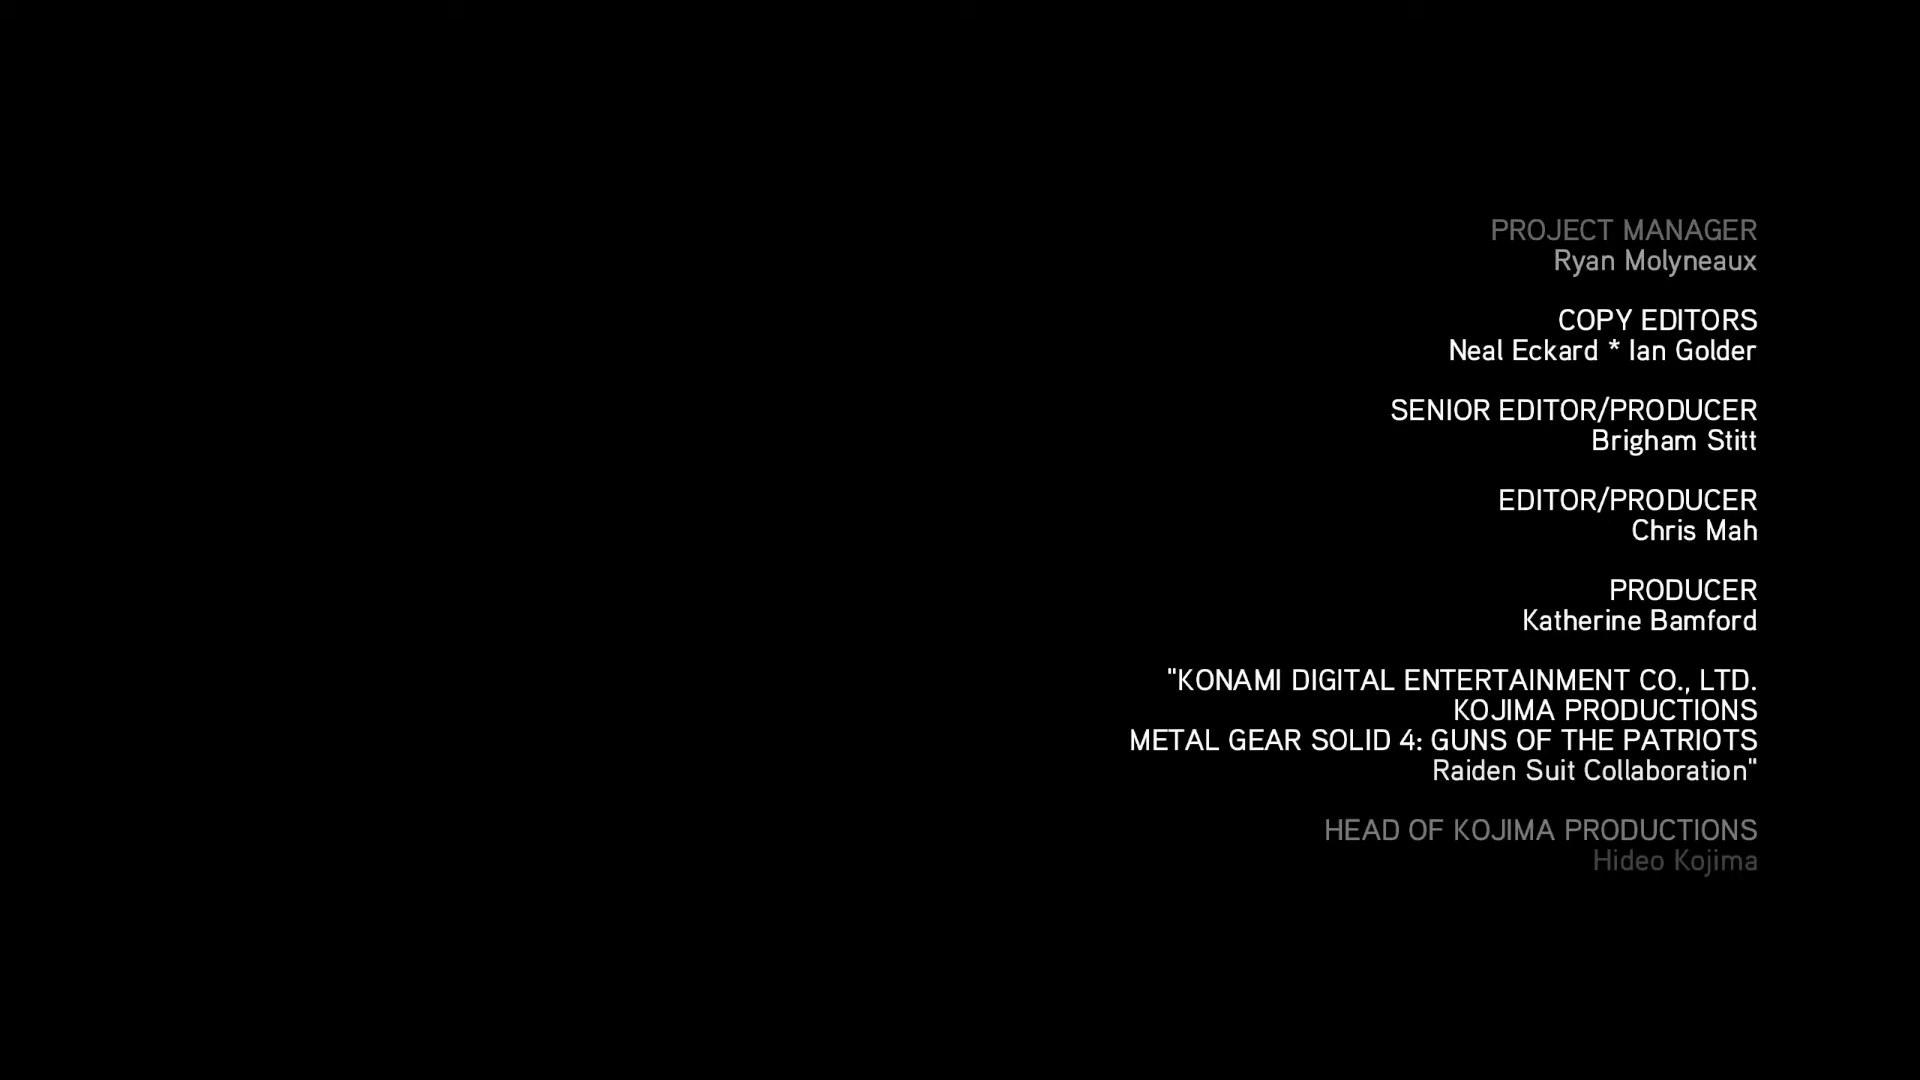 PROJECT MANAGER
Ryan Molyneaux
COPY EDITORS
Neal Eckard * Ian Golder
SENIOR EDITOR/PRODUCER
Brigham Stitt
EDITOR/PRODUCER
Chris Mah
PRODUCER
Katherine Bamford
"KONAMI DIGITAL ENTERTAINMENT CO., LTD.
KOJIMA PRODUCTIONS
METAL GEAR SOLID 4: GUNS OF THE PATRIOTS
Raiden Suit Collaboration"
HEAD OF KOJIMA PRODUCTIONS
Hideo Kojima